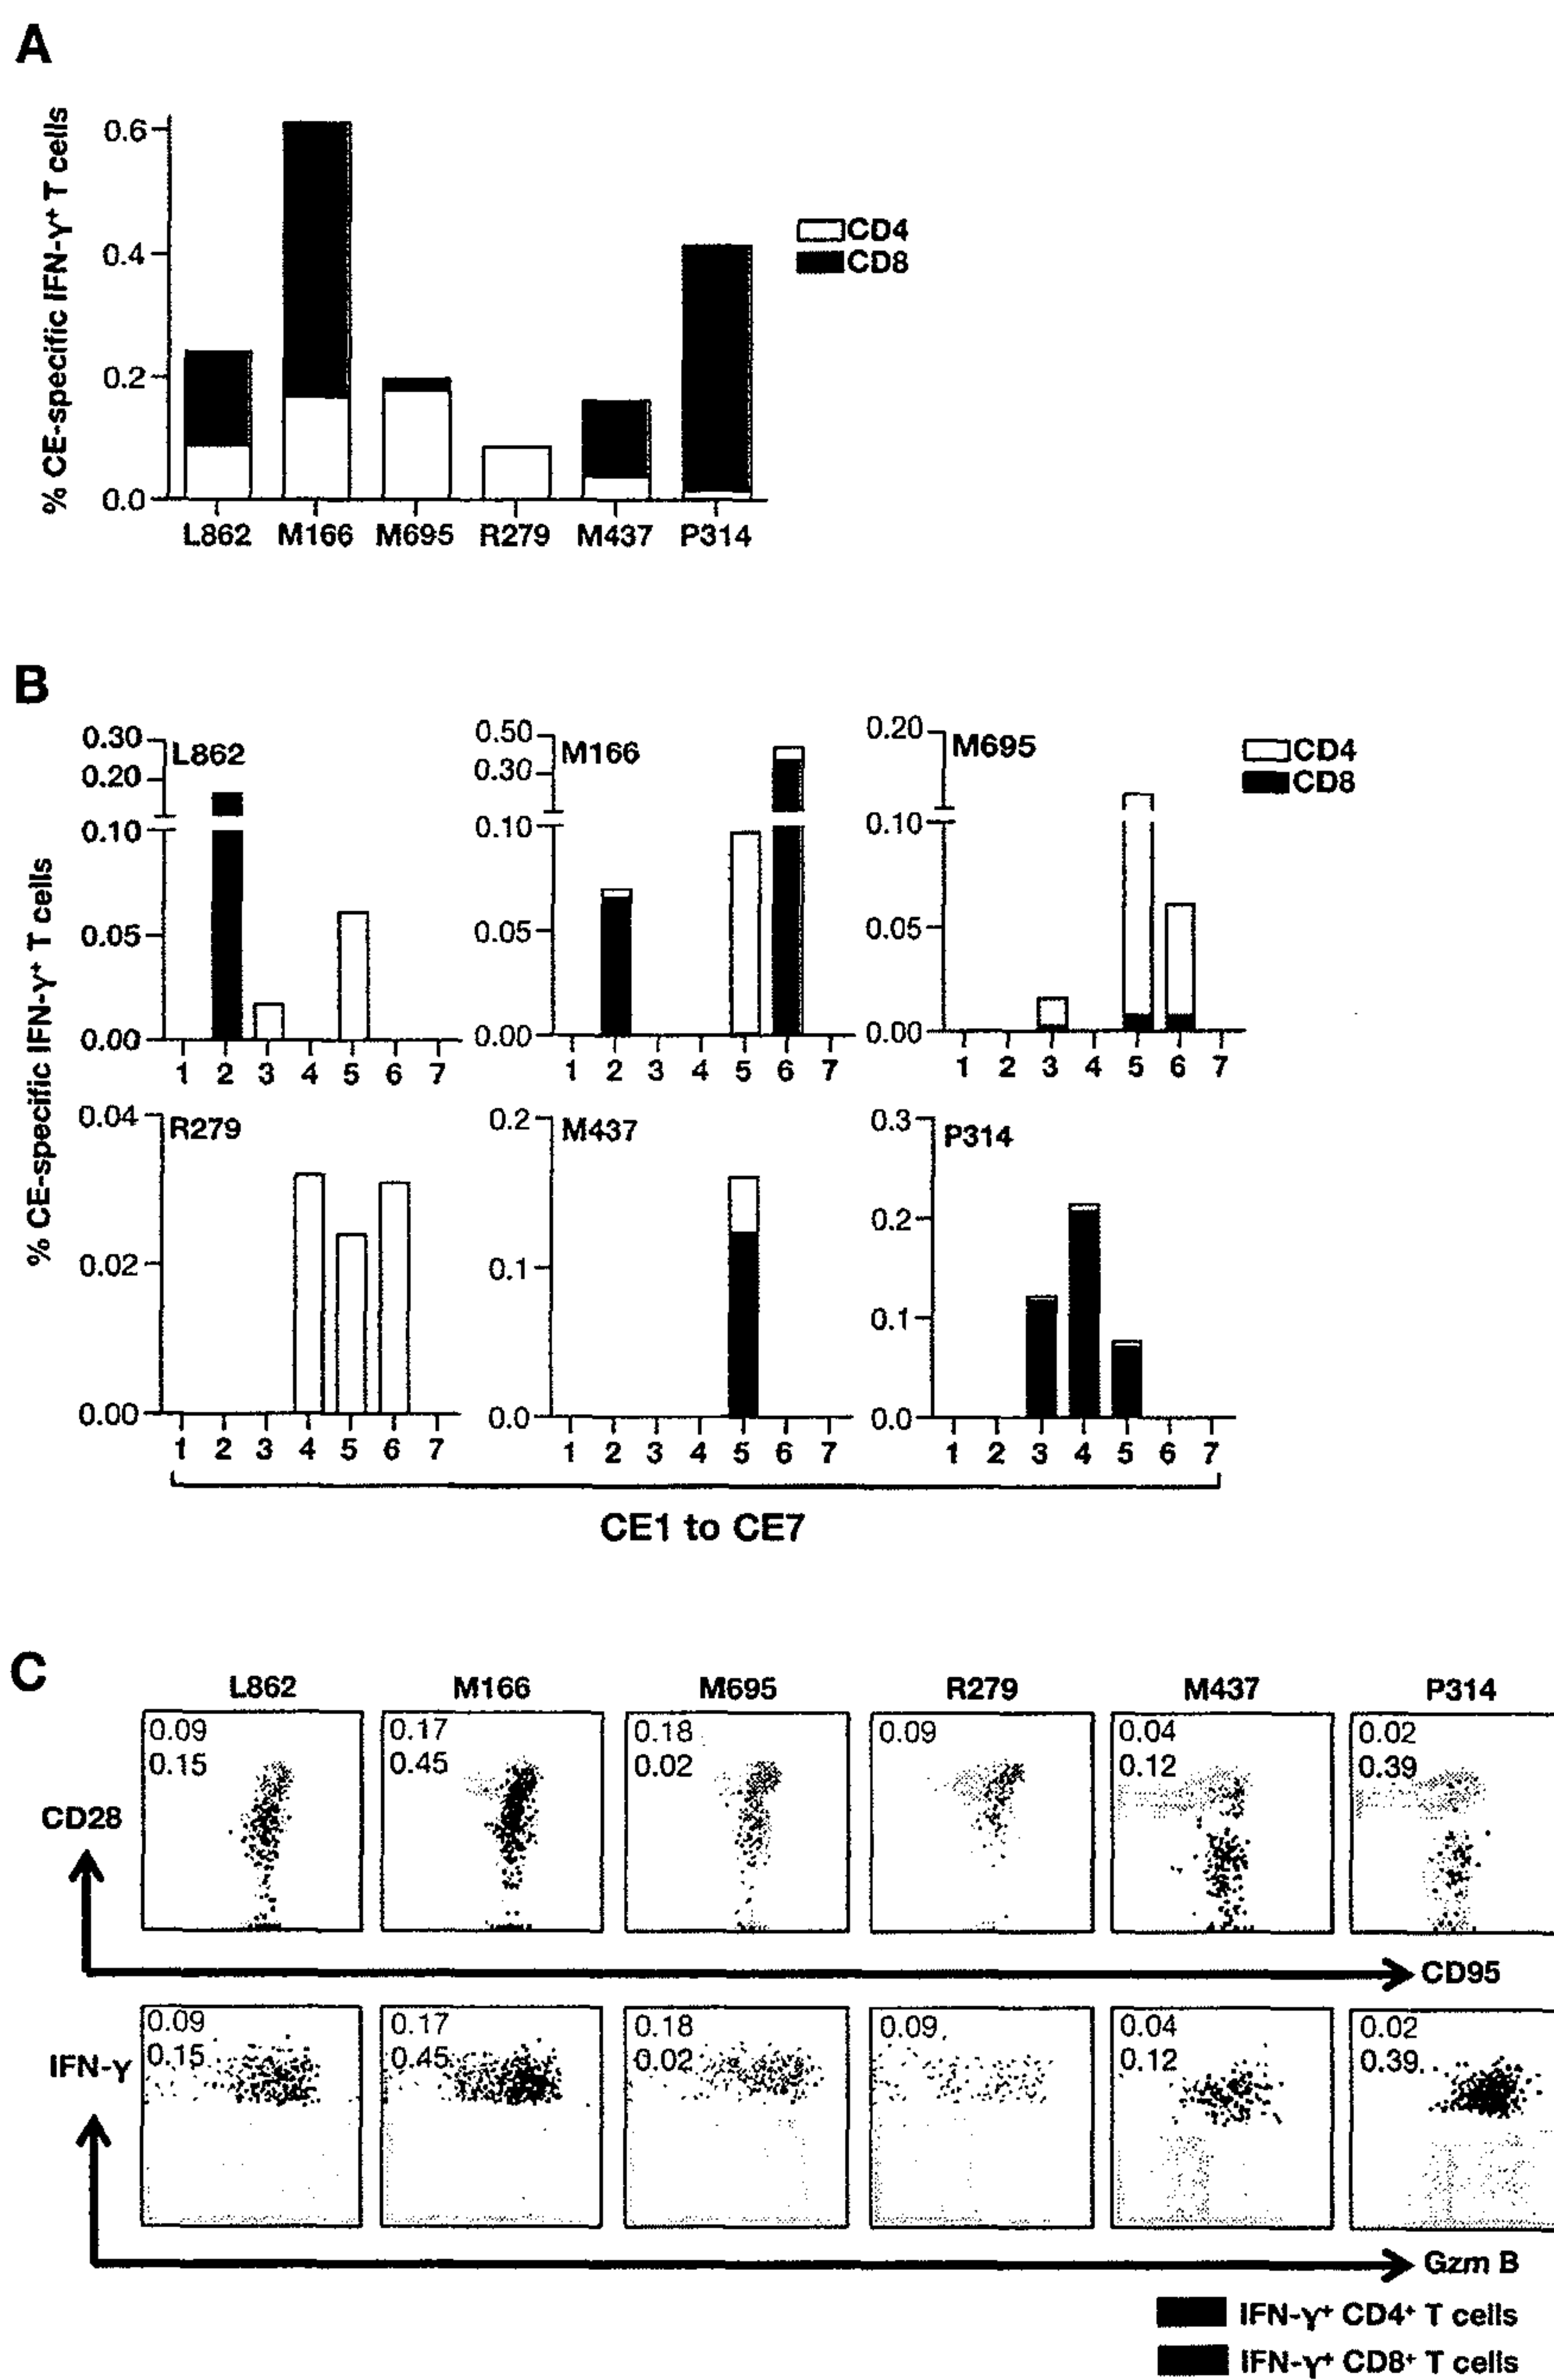 A
% CE-specific IFN-γ⁺ T cells
0.6
0.4
0.2
0.0
CD4
CD8
L862 M166 M695 R279 M437 P314
B
% CE-specific IFN-γ⁺ T cells
L862
0.30
0.20
0.10
0.05
0.00
1 2 3 4 5 6 7
M166
0.50
0.30
0.10
0.05
0.00
1 2 3 4 5 6 7
M695
0.20
0.10
0.05
0.00
1 2 3 4 5 6 7
CD4
CD8
R279
0.04
0.02
0.00
1 2 3 4 5 6 7
M437
0.2
0.1
0.0
1 2 3 4 5 6 7
P314
0.3
0.2
0.1
0.0
1 2 3 4 5 6 7
CE1 to CE7
C
L862 M166 M695 R279 M437 P314
0.09 0.17 0.18 0.09 0.04 0.02
0.15 0.45 0.02 0.12 0.39
CD28
CD95
0.09 0.17 0.18 0.09 0.04 0.02
0.15 0.45 0.02 0.12 0.39
IFN-γ
Gzm B
IFN-γ⁺ CD4⁺ T cells
IFN-γ⁺ CD8⁺ T cells